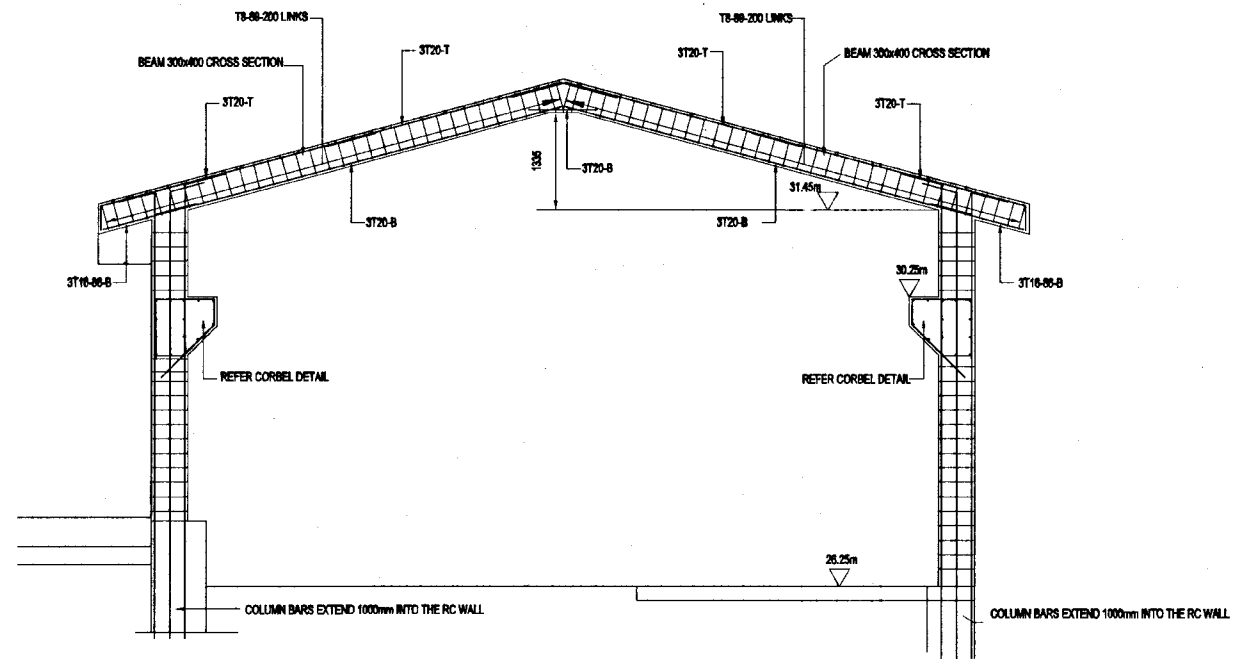 T8-89-200 LINKS
T8-89-200 LINKS
3T20-T
3T20-T
BEAM 300x400 CROSS SECTION
BEAM 300x400 CROSS SECTION
3T20-T
3T20-T
1335
3T20-B
31.45m
3T20-B
3T20-B
30.25m
3T16-86-B
3T16-86-B
REFER CORBEL DETAIL
REFER CORBEL DETAIL
26.25m
COLUMN BARS EXTEND 1000mm INTO THE RC WALL
COLUMN BARS EXTEND 1000mm INTO THE RC WALL